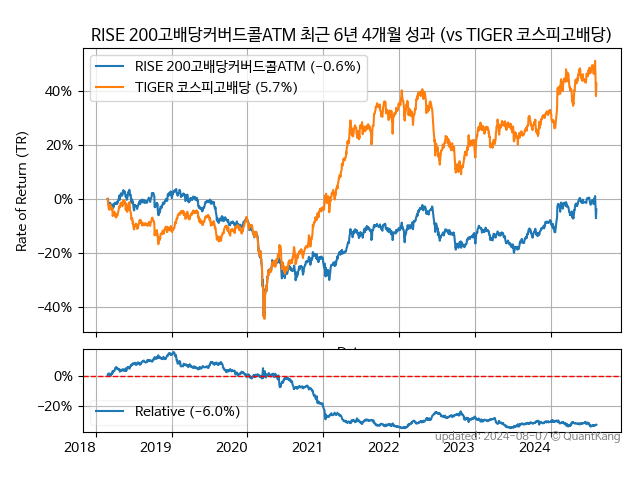 RISE 200고배당커버드콜ATM 최근 6년 4개월 성과 (vs TIGER 코스피고배당)
RISE 200고배당커버드콜ATM (−0.6%)
TIGER 코스피고배당 (5.7%)
Rate of Return (TR)
40%
20%
0%
−20%
−40%
0%
−20%
Relative (−6.0%)
2018
2019
2020
2021
2022
2023
2024
updated: 2024-08-07 © QuantKang